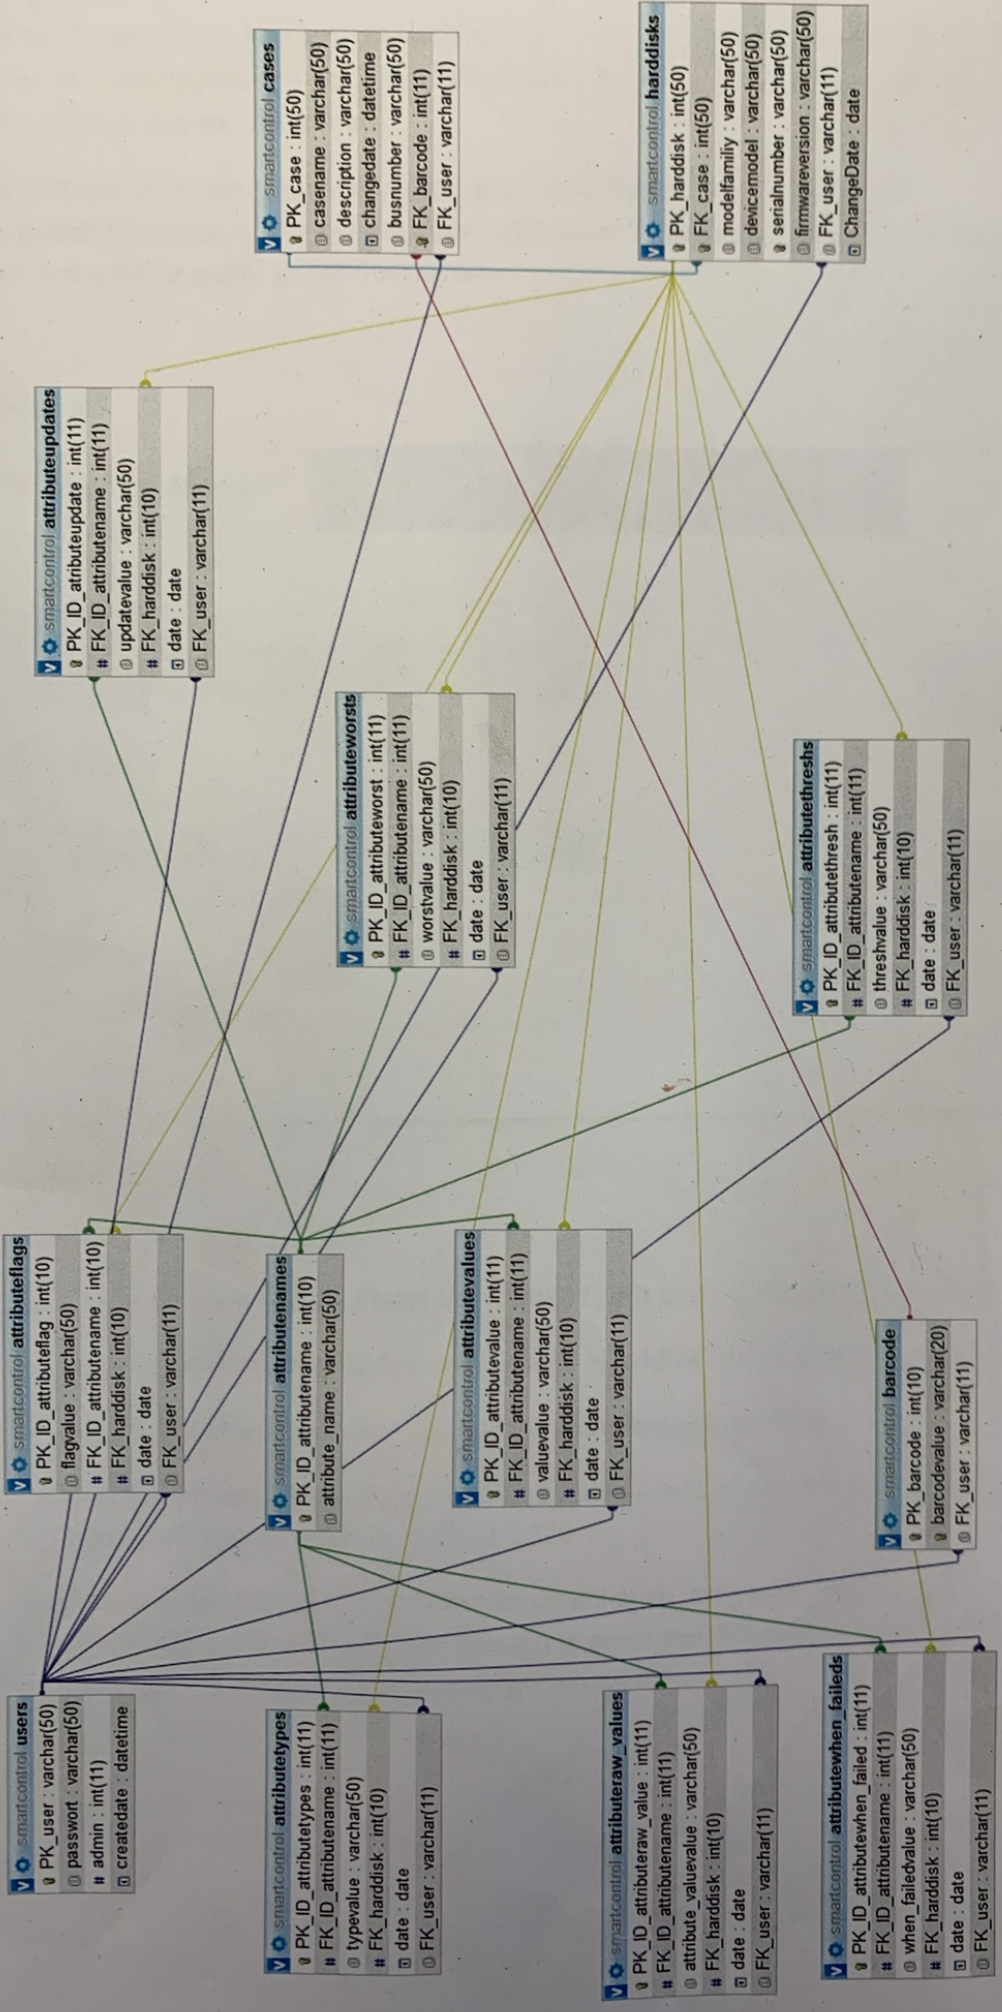 smartcontrol users
PK_user : varchar(50)
passwort : varchar(50)
admin : int(11)
createdate : datetime
smartcontrol attributeflags
PK_ID_attributeflag : int(10)
flagvalue : varchar(50)
FK_ID_attributename : int(10)
FK_harddisk : int(10)
date : date
FK_user : varchar(11)
smartcontrol attributeupdates
PK_ID_atributeupdate : int(11)
FK_ID_attributename : int(11)
updatevalue : varchar(50)
FK_harddisk : int(10)
date : date
FK_user : varchar(11)
smartcontrol cases
PK_case : int(50)
casename : varchar(50)
description : varchar(50)
changedate : datetime
busnumber : varchar(50)
FK_barcode : int(11)
FK_user : varchar(11)
smartcontrol attributetypes
PK_ID_attributetypes : int(11)
FK_ID_attributename : int(11)
typevalue : varchar(50)
FK_harddisk : int(10)
date : date
FK_user : varchar(11)
smartcontrol attributenames
PK_ID_attributename : int(10)
attribute_name : varchar(50)
smartcontrol attributeworsts
PK_ID_attributeworst : int(11)
FK_ID_attributename : int(11)
worstvalue : varchar(50)
FK_harddisk : int(10)
date : date
FK_user : varchar(11)
smartcontrol attributevalues
PK_ID_attributevalue : int(11)
FK_ID_attributename : int(11)
valuevalue : varchar(50)
FK_harddisk : int(10)
date : date
FK_user : varchar(11)
smartcontrol harddisks
PK_harddisk : int(50)
FK_case : int(50)
modelfamiliy : varchar(50)
devicemodel : varchar(50)
serialnumber : varchar(50)
firmwareversion : varchar(50)
FK_user : varchar(11)
ChangeDate : date
smartcontrol attributeraw_values
PK_ID_attributeraw_value : int(11)
FK_ID_attributename : int(11)
attribute_valuevalue : varchar(50)
FK_harddisk : int(10)
date : date
FK_user : varchar(11)
smartcontrol attributethreshs
PK_ID_attributethresh : int(11)
FK_ID_attributename : int(11)
threshvalue : varchar(50)
FK_harddisk : int(10)
date : date
FK_user : varchar(11)
smartcontrol attributewhen_faileds
PK_ID_attributewhen_failed : int(11)
FK_ID_attributename : int(11)
when_failedvalue : varchar(50)
FK_harddisk : int(10)
date : date
FK_user : varchar(11)
smartcontrol barcode
PK_barcode : int(10)
barcodevalue : varchar(20)
FK_user : varchar(11)